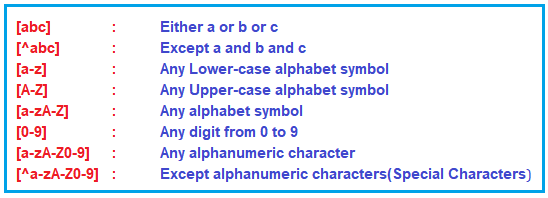 [abc] : Either a or b or c
[^abc] : Except a and b and c
[a-z] : Any Lower-case alphabet symbol
[A-Z] : Any Upper-case alphabet symbol
[a-zA-Z] : Any alphabet symbol
[0-9] : Any digit from 0 to 9
[a-zA-Z0-9] : Any alphanumeric character
[^a-zA-Z0-9] : Except alphanumeric characters(Special Characters)